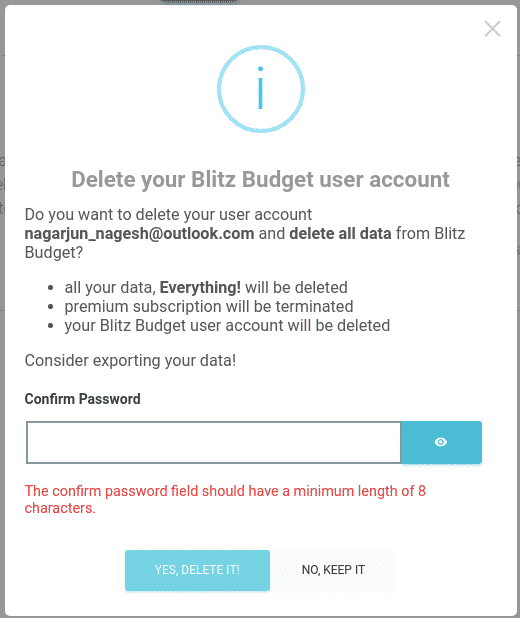 Delete your Blitz Budget user account
Do you want to delete your user account
nagarjun_nagesh@outlook.com and delete all data from Blitz
Budget?
all your data, Everything! will be deleted
premium subscription will be terminated
your Blitz Budget user account will be deleted
Consider exporting your data!
Confirm Password
The confirm password field should have a minimum length of 8
characters.
YES, DELETE IT!
NO, KEEP IT